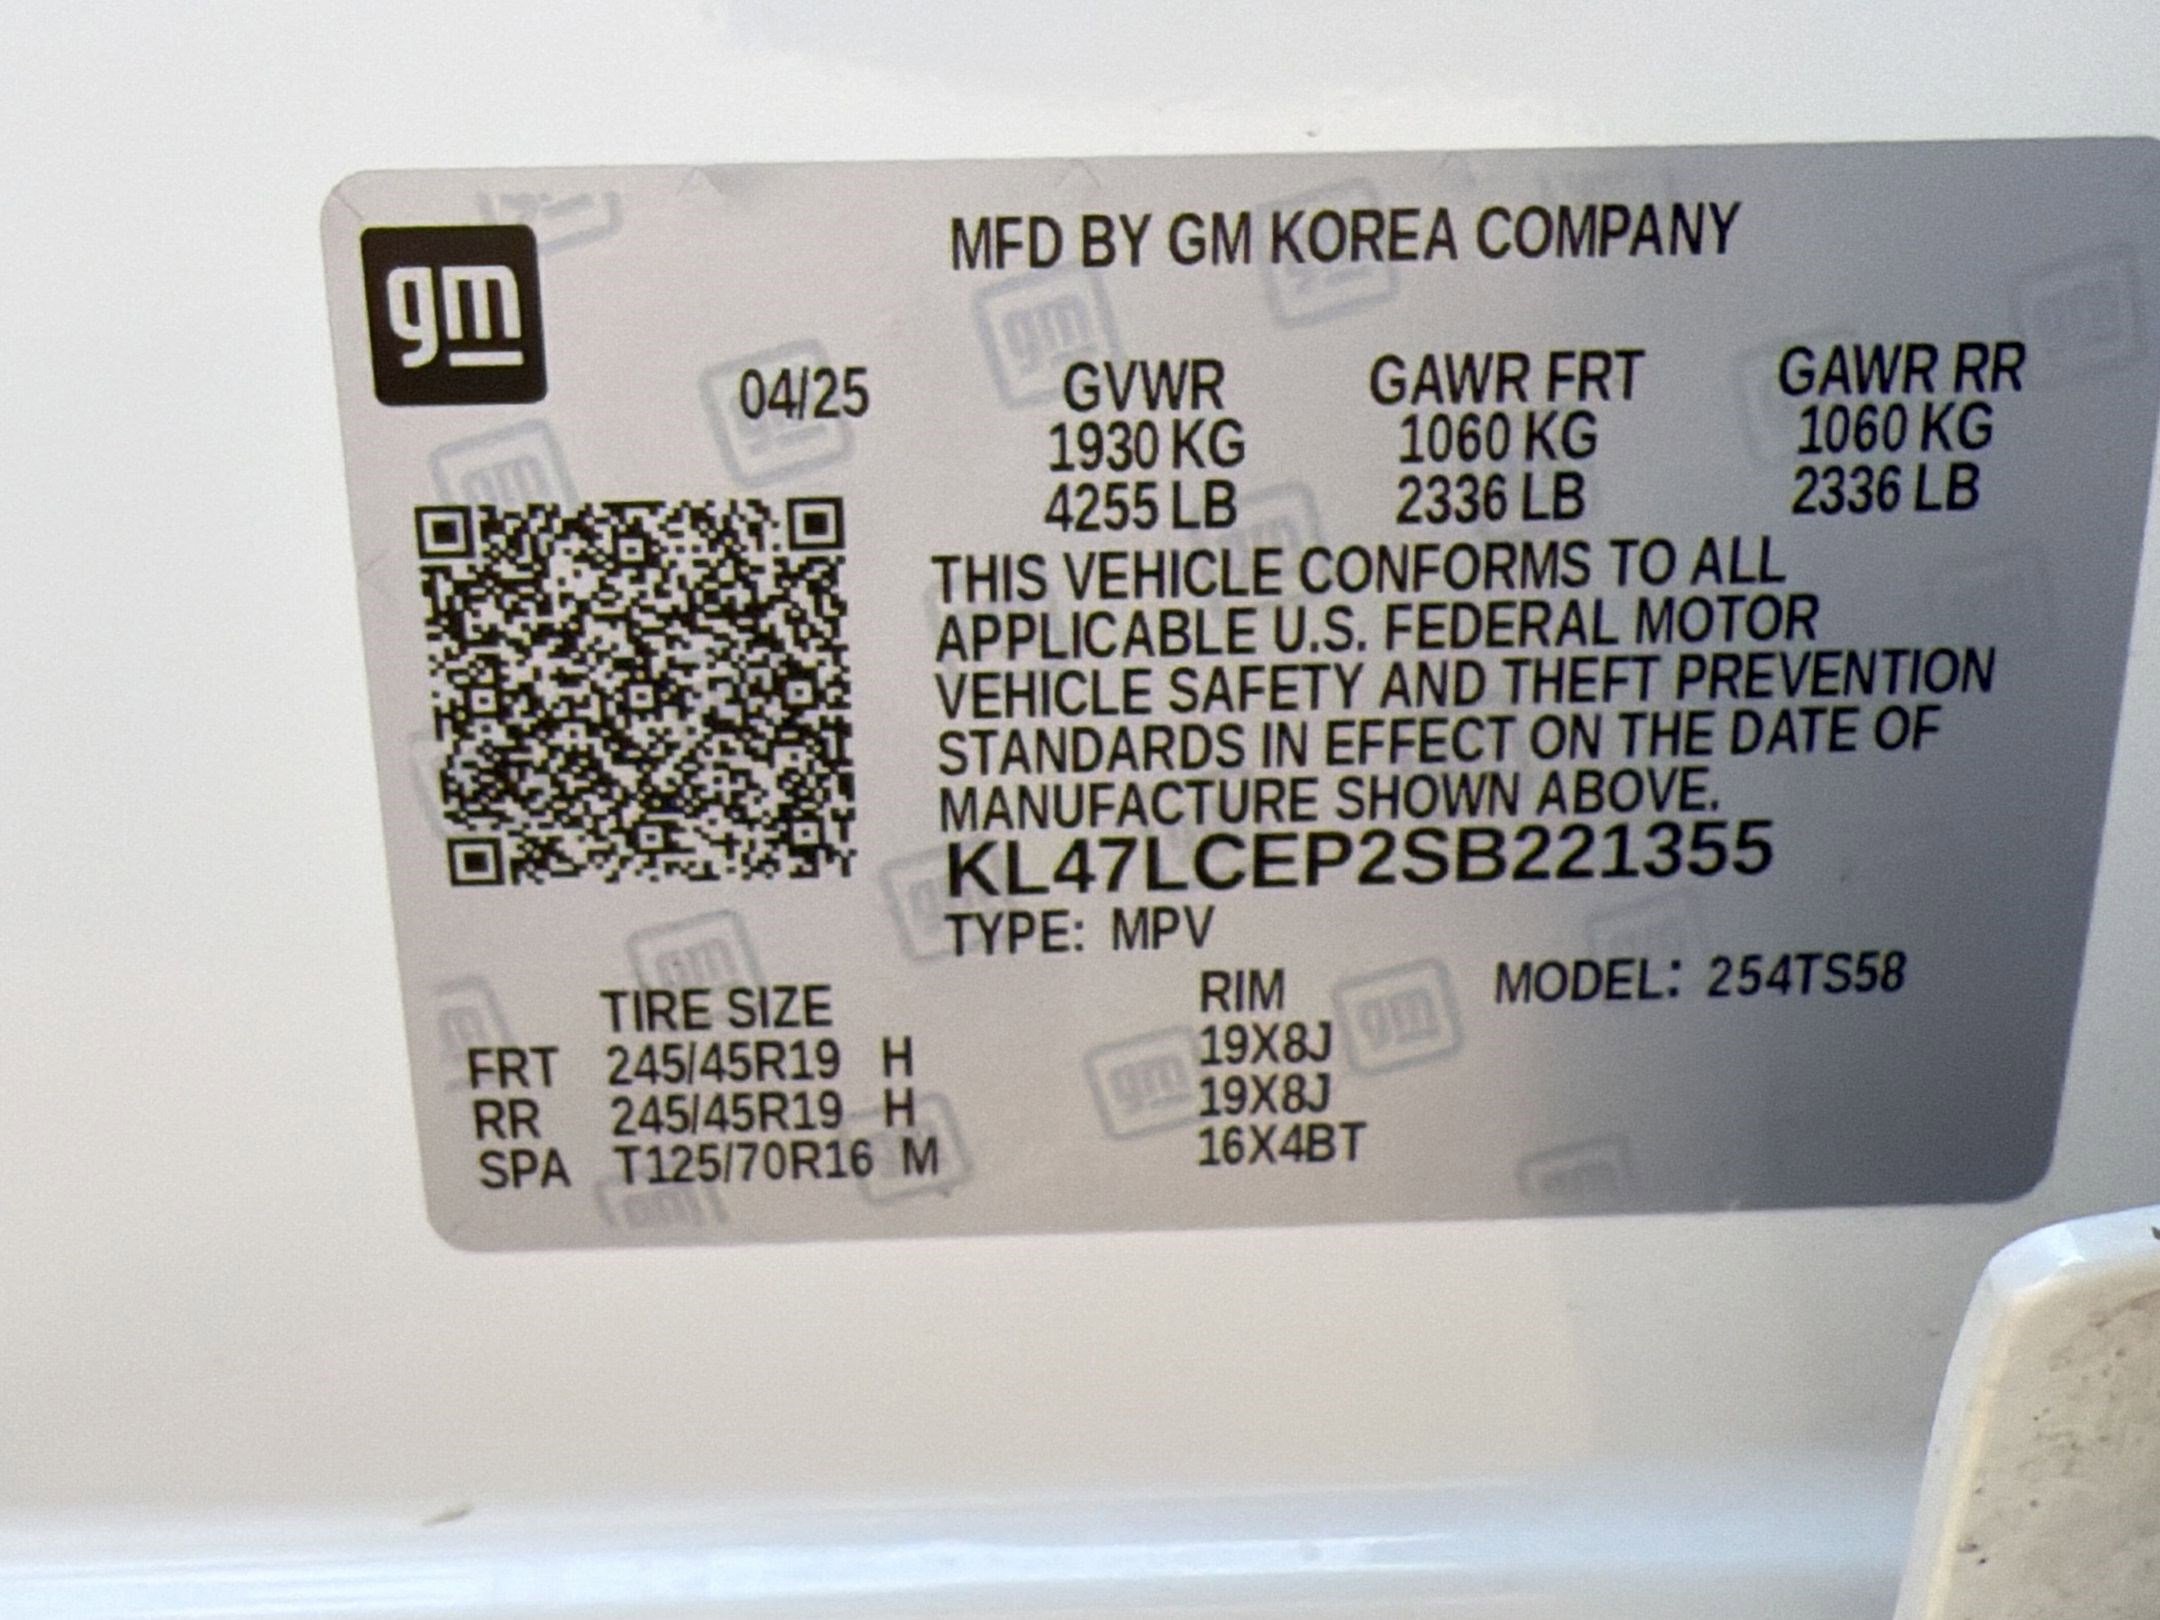 gm
MFD BY GM KOREA COMPANY
04/25 GVWR GAWR FRT GAWR RR
1930 KG 1060 KG 1060 KG
4255 LB 2336 LB 2336 LB
THIS VEHICLE CONFORMS TO ALL
APPLICABLE U.S. FEDERAL MOTOR
VEHICLE SAFETY AND THEFT PREVENTION
STANDARDS IN EFFECT ON THE DATE OF
MANUFACTURE SHOWN ABOVE.
KL47LCEP2SB221355
TYPE: MPV
MODEL: 254TS58
TIRE SIZE RIM
FRT 245/45R19 H 19X8J
RR 245/45R19 H 19X8J
SPA T125/70R16 M 16X4BT